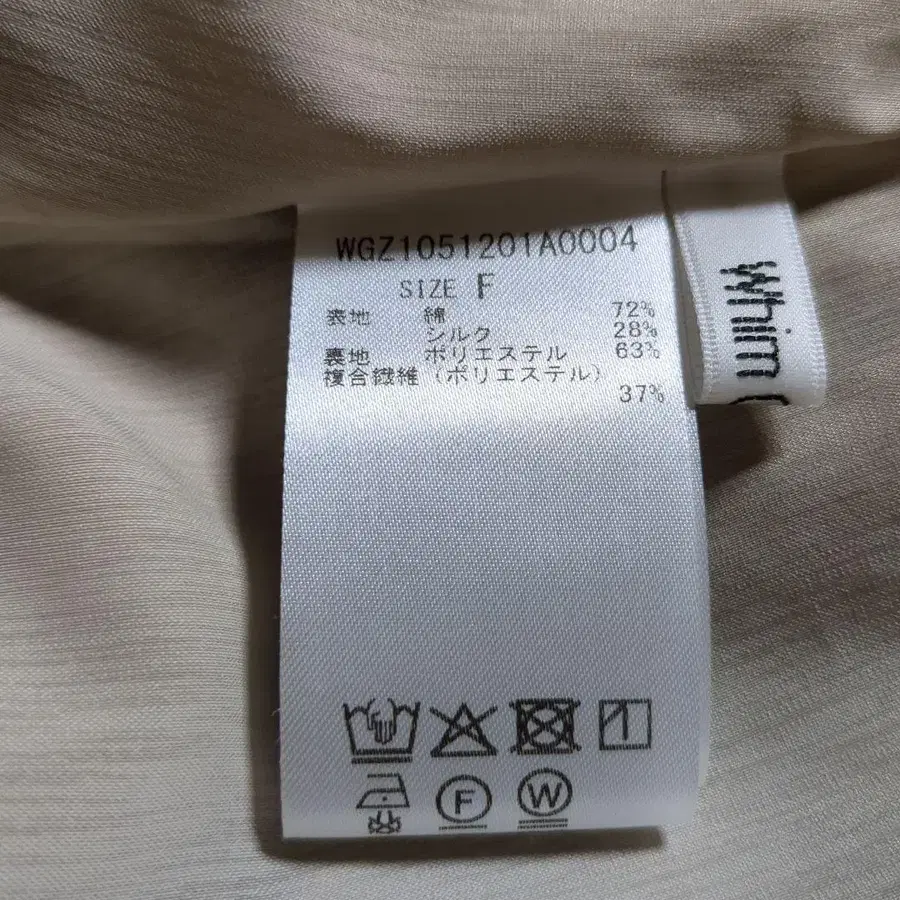 WGZ1051201A0004
SIZE F
表地 綿 72%
シルク 28%
裏地 ポリエステル 63%
複合繊維(ポリエステル)
37%
F W
Whim